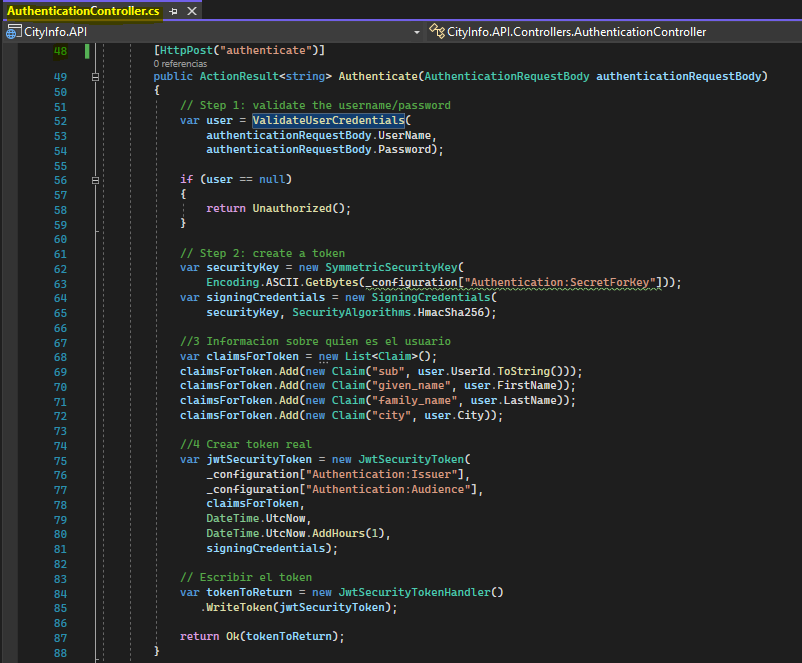 AuthenticationController.cs
CityInfo.API CityInfo.API.Controllers.AuthenticationController
48 [HttpPost("authenticate")]
0 referencias
49 public ActionResult<string> Authenticate(AuthenticationRequestBody authenticationRequestBody)
50 {
51 // Step 1: validate the username/password
52 var user = ValidateUserCredentials(
53 authenticationRequestBody.UserName,
54 authenticationRequestBody.Password);
55
56 if (user == null)
57 {
58 return Unauthorized();
59 }
60
61 // Step 2: create a token
62 var securityKey = new SymmetricSecurityKey(
63 Encoding.ASCII.GetBytes(_configuration["Authentication:SecretForKey"]));
64 var signingCredentials = new SigningCredentials(
65 securityKey, SecurityAlgorithms.HmacSha256);
66
67 //3 Informacion sobre quien es el usuario
68 var claimsForToken = new List<Claim>();
69 claimsForToken.Add(new Claim("sub", user.UserId.ToString()));
70 claimsForToken.Add(new Claim("given_name", user.FirstName));
71 claimsForToken.Add(new Claim("family_name", user.LastName));
72 claimsForToken.Add(new Claim("city", user.City));
73
74 //4 Crear token real
75 var jwtSecurityToken = new JwtSecurityToken(
76 _configuration["Authentication:Issuer"],
77 _configuration["Authentication:Audience"],
78 claimsForToken,
79 DateTime.UtcNow,
80 DateTime.UtcNow.AddHours(1),
81 signingCredentials);
82
83 // Escribir el token
84 var tokenToReturn = new JwtSecurityTokenHandler()
85 .WriteToken(jwtSecurityToken);
86
87 return Ok(tokenToReturn);
88 }